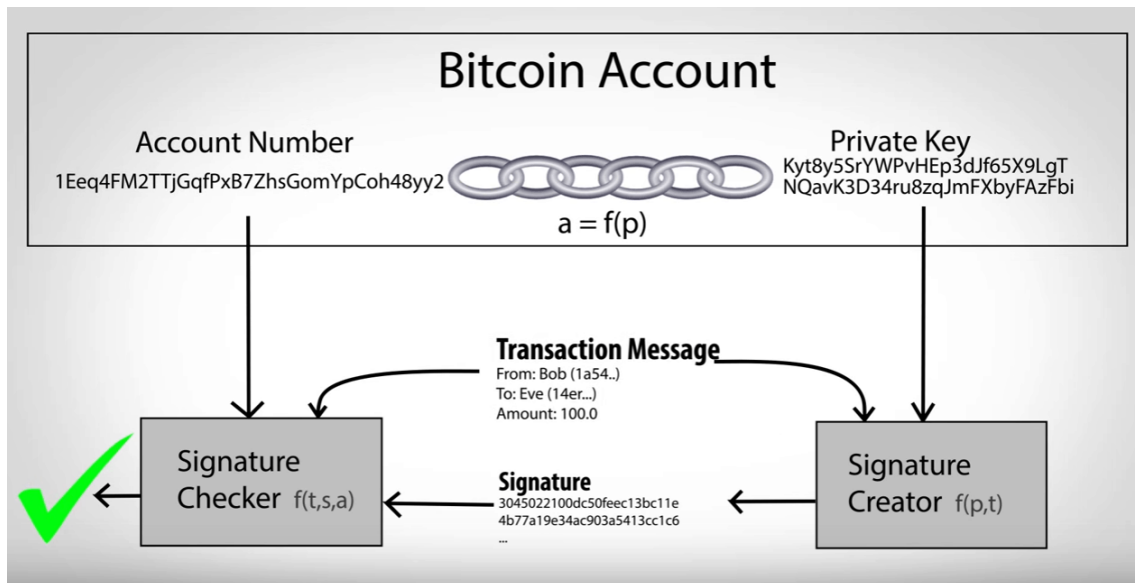 Bitcoin Account
Account Number
1Eeq4FM2TTjGqfPxB7ZhsGomYpCoh48yy2
Private Key
Kyt8y5SrYWPvHEp3dJf65X9LgT
NQavK3D34ru8zqJmFXbyFAzFbi
a = f(p)
Transaction Message
From: Bob (1a54..)
To: Eve (14er...)
Amount: 100.0
Signature
Checker f(t,s,a)
Signature
3045022100dc50feec13bc11e
4b77a19e34ac903a5413cc1c6
...
Signature
Creator f(p,t)